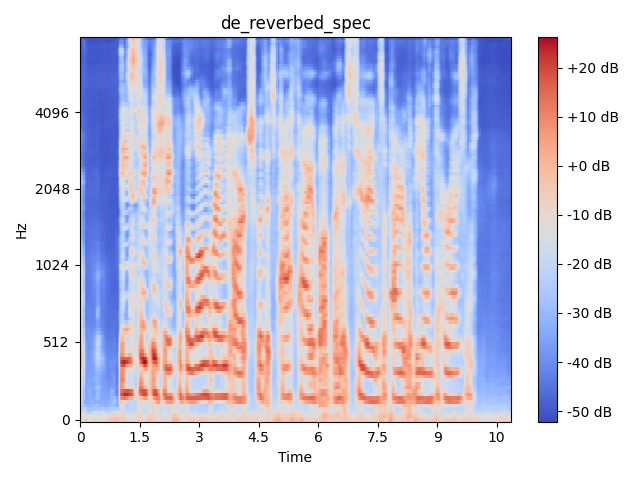 de_reverbed_spec
Hz
4096
2048
1024
512
0
0 1.5 3 4.5 6 7.5 9 10
Time
+20 dB
+10 dB
+0 dB
-10 dB
-20 dB
-30 dB
-40 dB
-50 dB